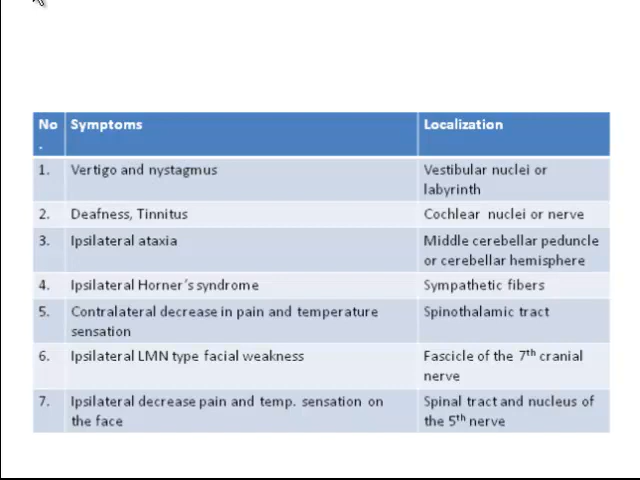 No. Symptoms Localization
1. Vertigo and nystagmus Vestibular nuclei or
labyrinth
2. Deafness, Tinnitus Cochlear nuclei or nerve
3. Ipsilateral ataxia Middle cerebellar peduncle
or cerebellar hemisphere
4. Ipsilateral Horner's syndrome Sympathetic fibers
5. Contralateral decrease in pain and temperature
sensation Spinothalamic tract
6. Ipsilateral LMN type facial weakness Fascicle of the 7th cranial
nerve
7. Ipsilateral decrease pain and temp. sensation on
the face Spinal tract and nucleus of
the 5th nerve